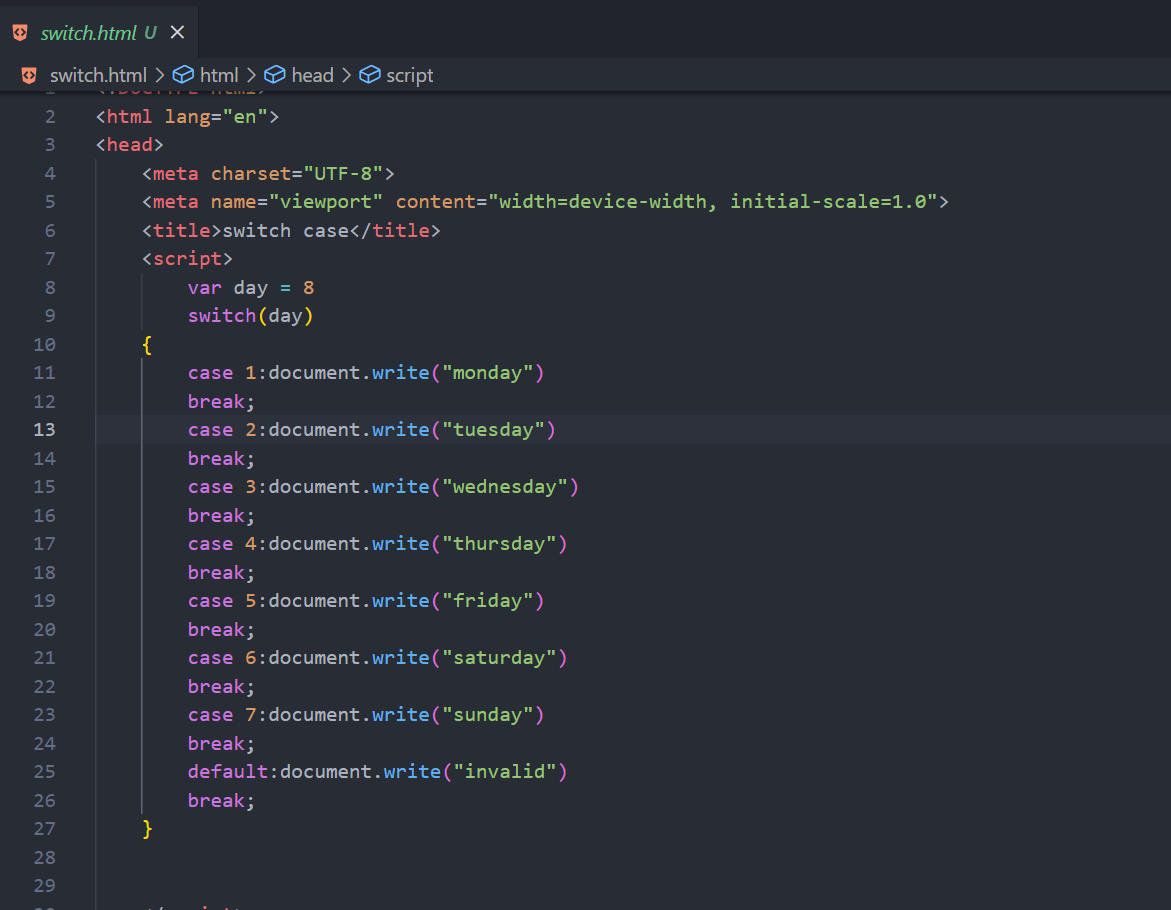 switch.html U
switch.html > html > head > script
2 <html lang="en">
3 <head>
4 <meta charset="UTF-8">
5 <meta name="viewport" content="width=device-width, initial-scale=1.0">
6 <title>switch case</title>
7 <script>
8 var day = 8
9 switch(day)
10 {
11 case 1:document.write("monday")
12 break;
13 case 2:document.write("tuesday")
14 break;
15 case 3:document.write("wednesday")
16 break;
17 case 4:document.write("thursday")
18 break;
19 case 5:document.write("friday")
20 break;
21 case 6:document.write("saturday")
22 break;
23 case 7:document.write("sunday")
24 break;
25 default:document.write("invalid")
26 break;
27 }
28
29